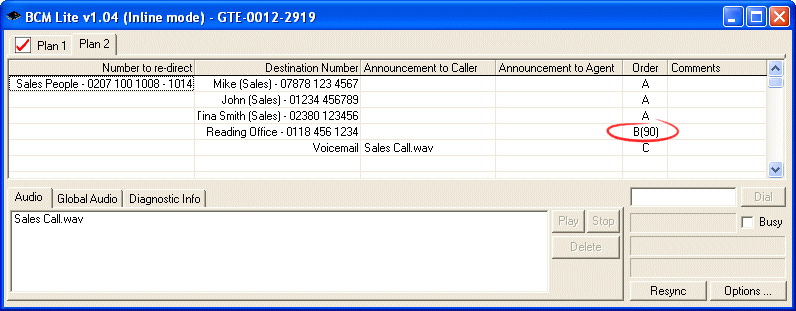 BCM Lite v1.04 (Inline mode) - GTE-0012-2919
Plan 1 Plan 2
Number to re-direct Destination Number Announcement to Caller Announcement to Agent Order Comments
Sales People - 0207 100 1008 - 1014 Mike (Sales) - 07878 123 4567 A
John (Sales) - 01234 456789 A
Tina Smith (Sales) - 02380 123456 A
Reading Office - 0118 456 1234 B(90)
Voicemail Sales Call.wav C
Audio Global Audio Diagnostic Info
Dial
Sales Call.wav Play Stop Busy
Delete
Resync Options ...